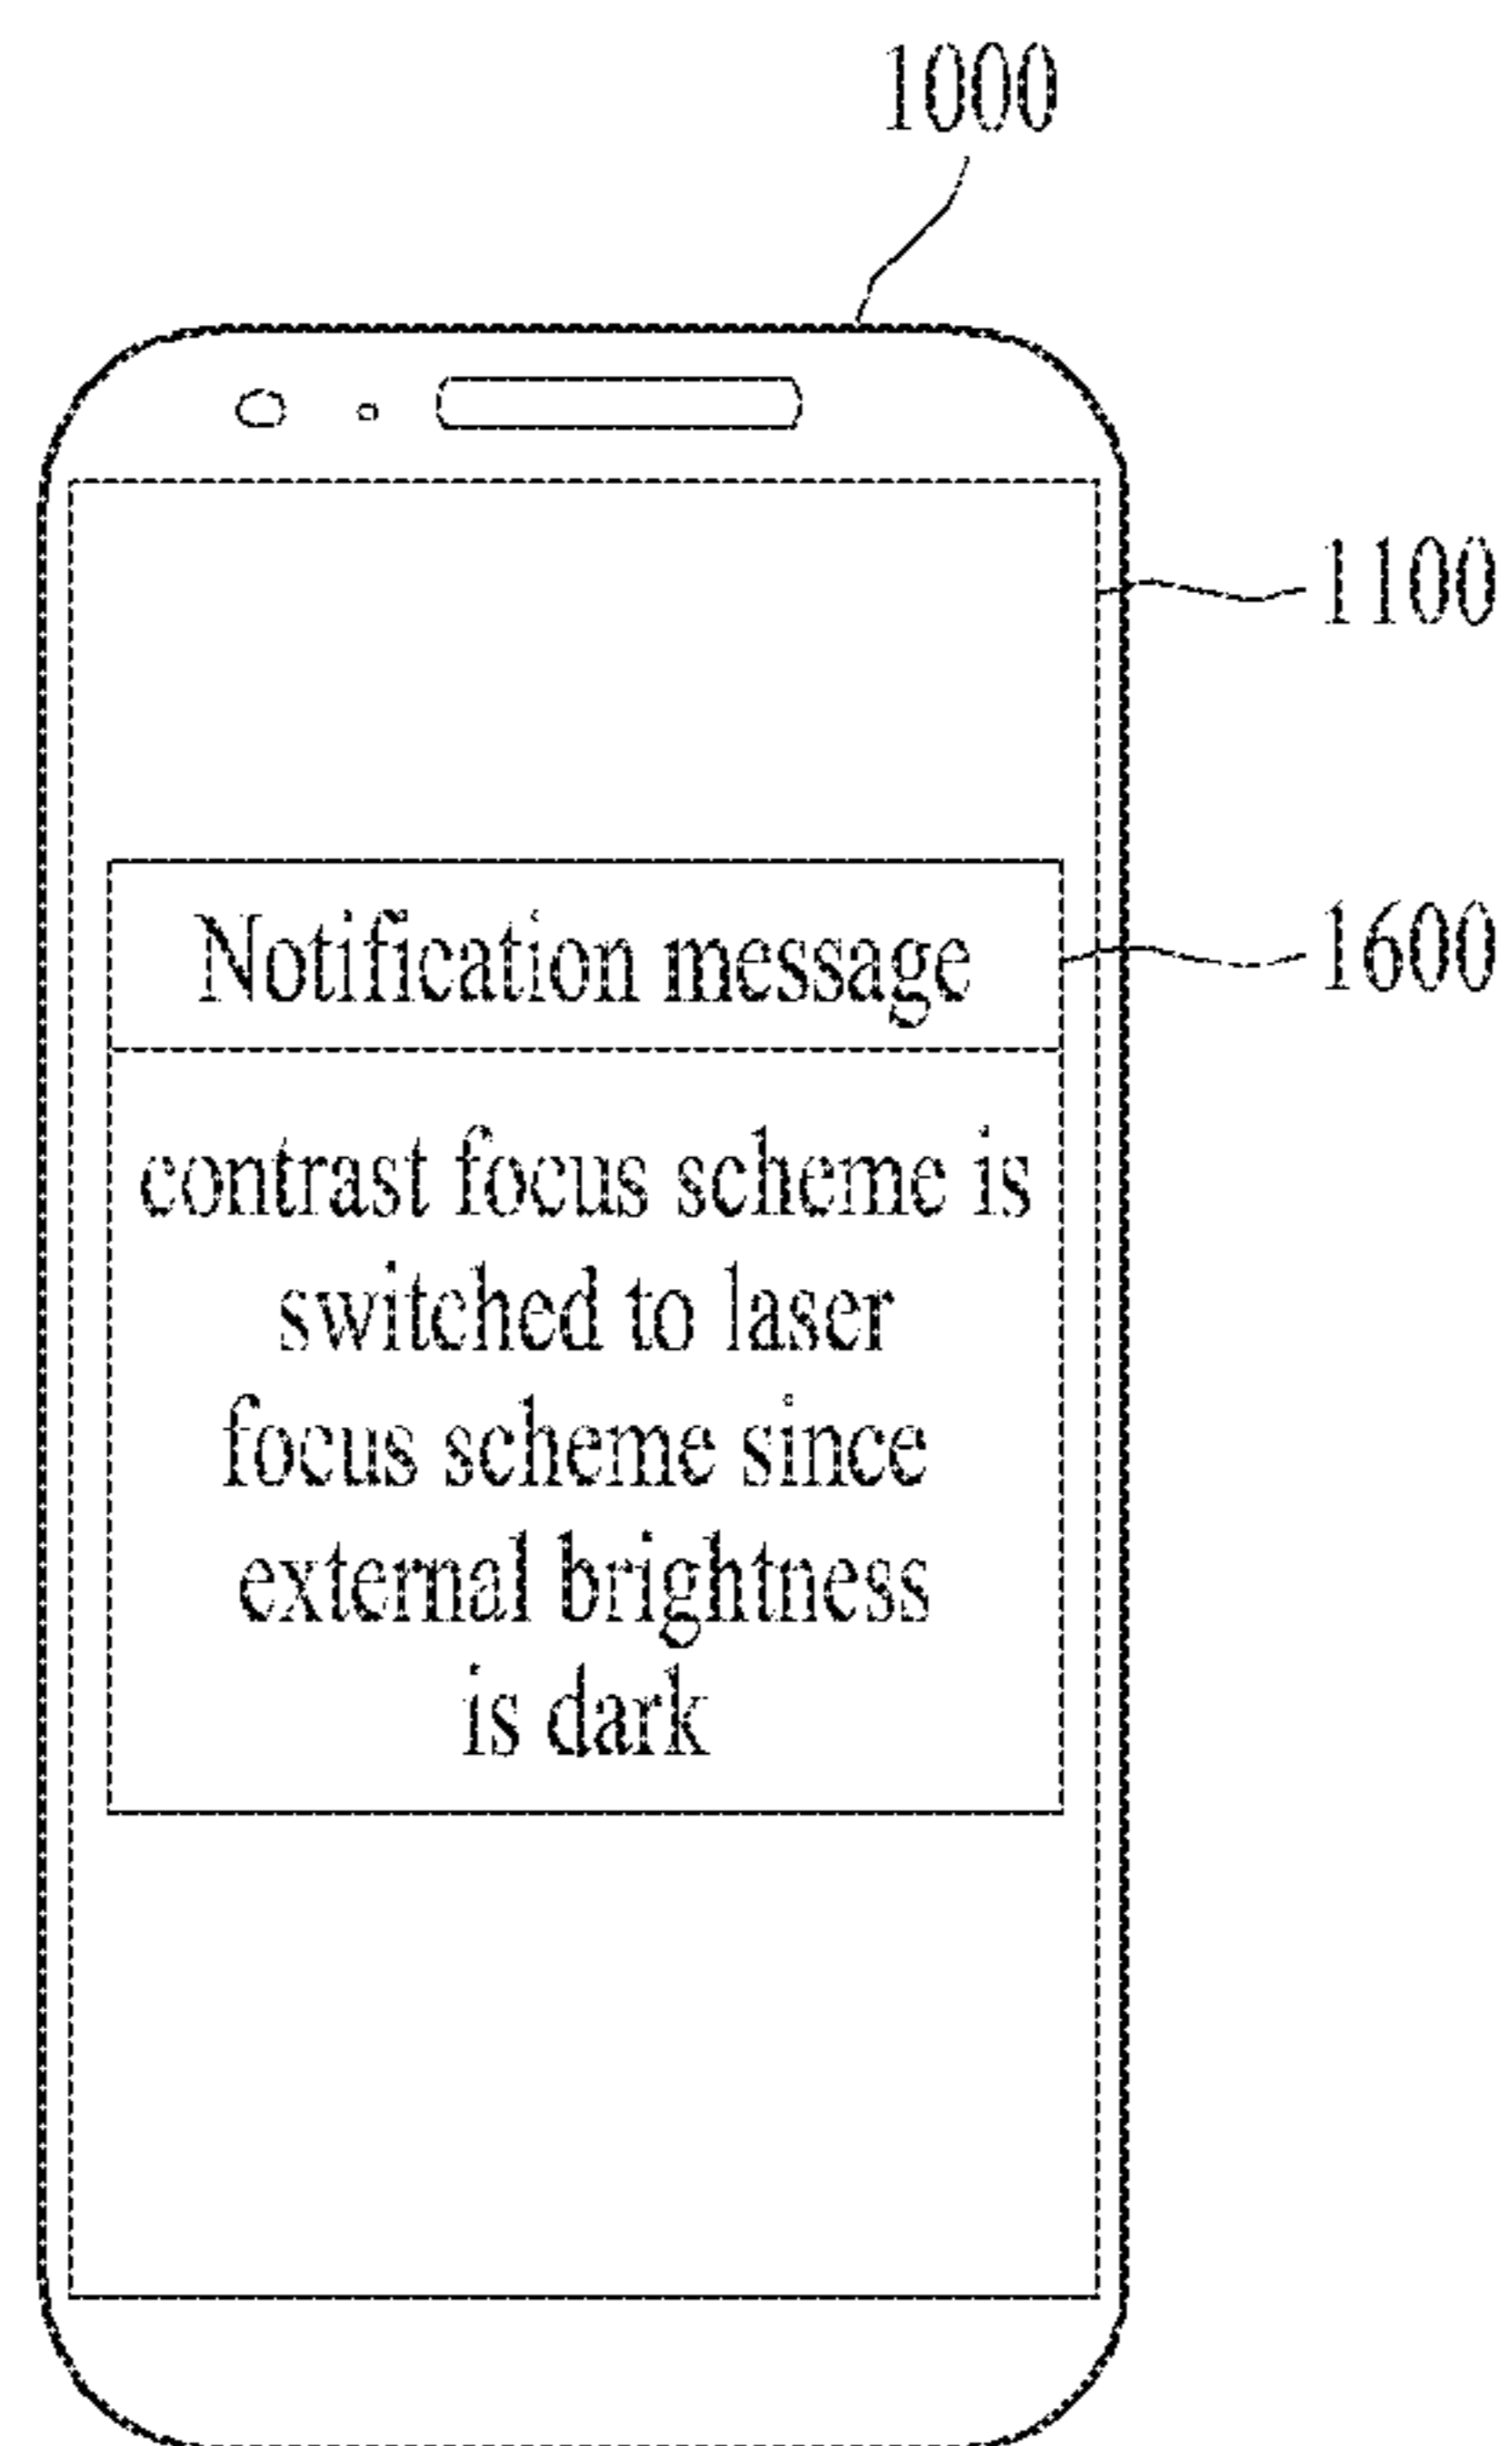 1000
1100
Notification message
1600
contrast focus scheme is
switched to laser
focus scheme since
external brightness
is dark